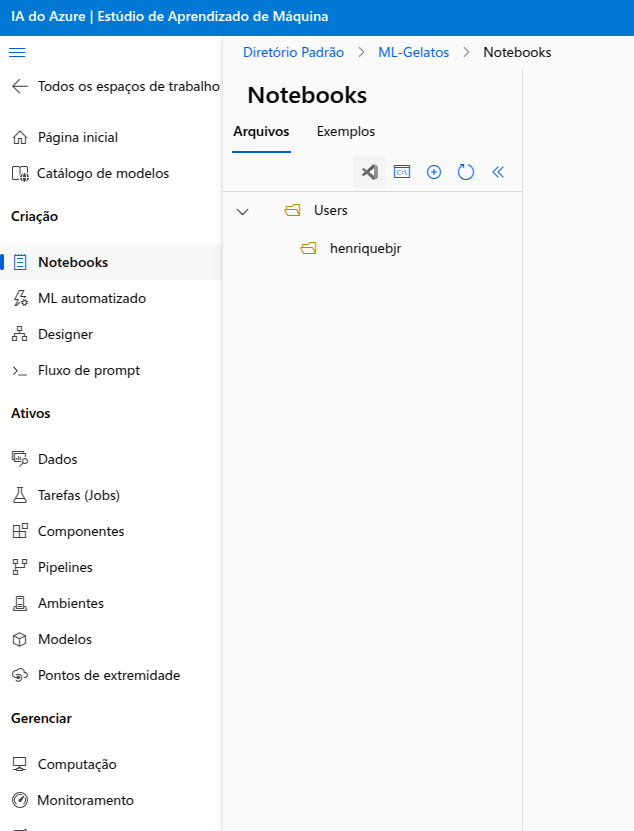 IA do Azure | Estúdio de Aprendizado de Máquina
Diretório Padrão > ML-Gelatos > Notebooks
Todos os espaços de trabalho
Página inicial
Catálogo de modelos
Criação
Notebooks
ML automatizado
Designer
Fluxo de prompt
Ativos
Dados
Tarefas (Jobs)
Componentes
Pipelines
Ambientes
Modelos
Pontos de extremidade
Gerenciar
Computação
Monitoramento
Notebooks
Arquivos Exemplos
Users
henriquebjr